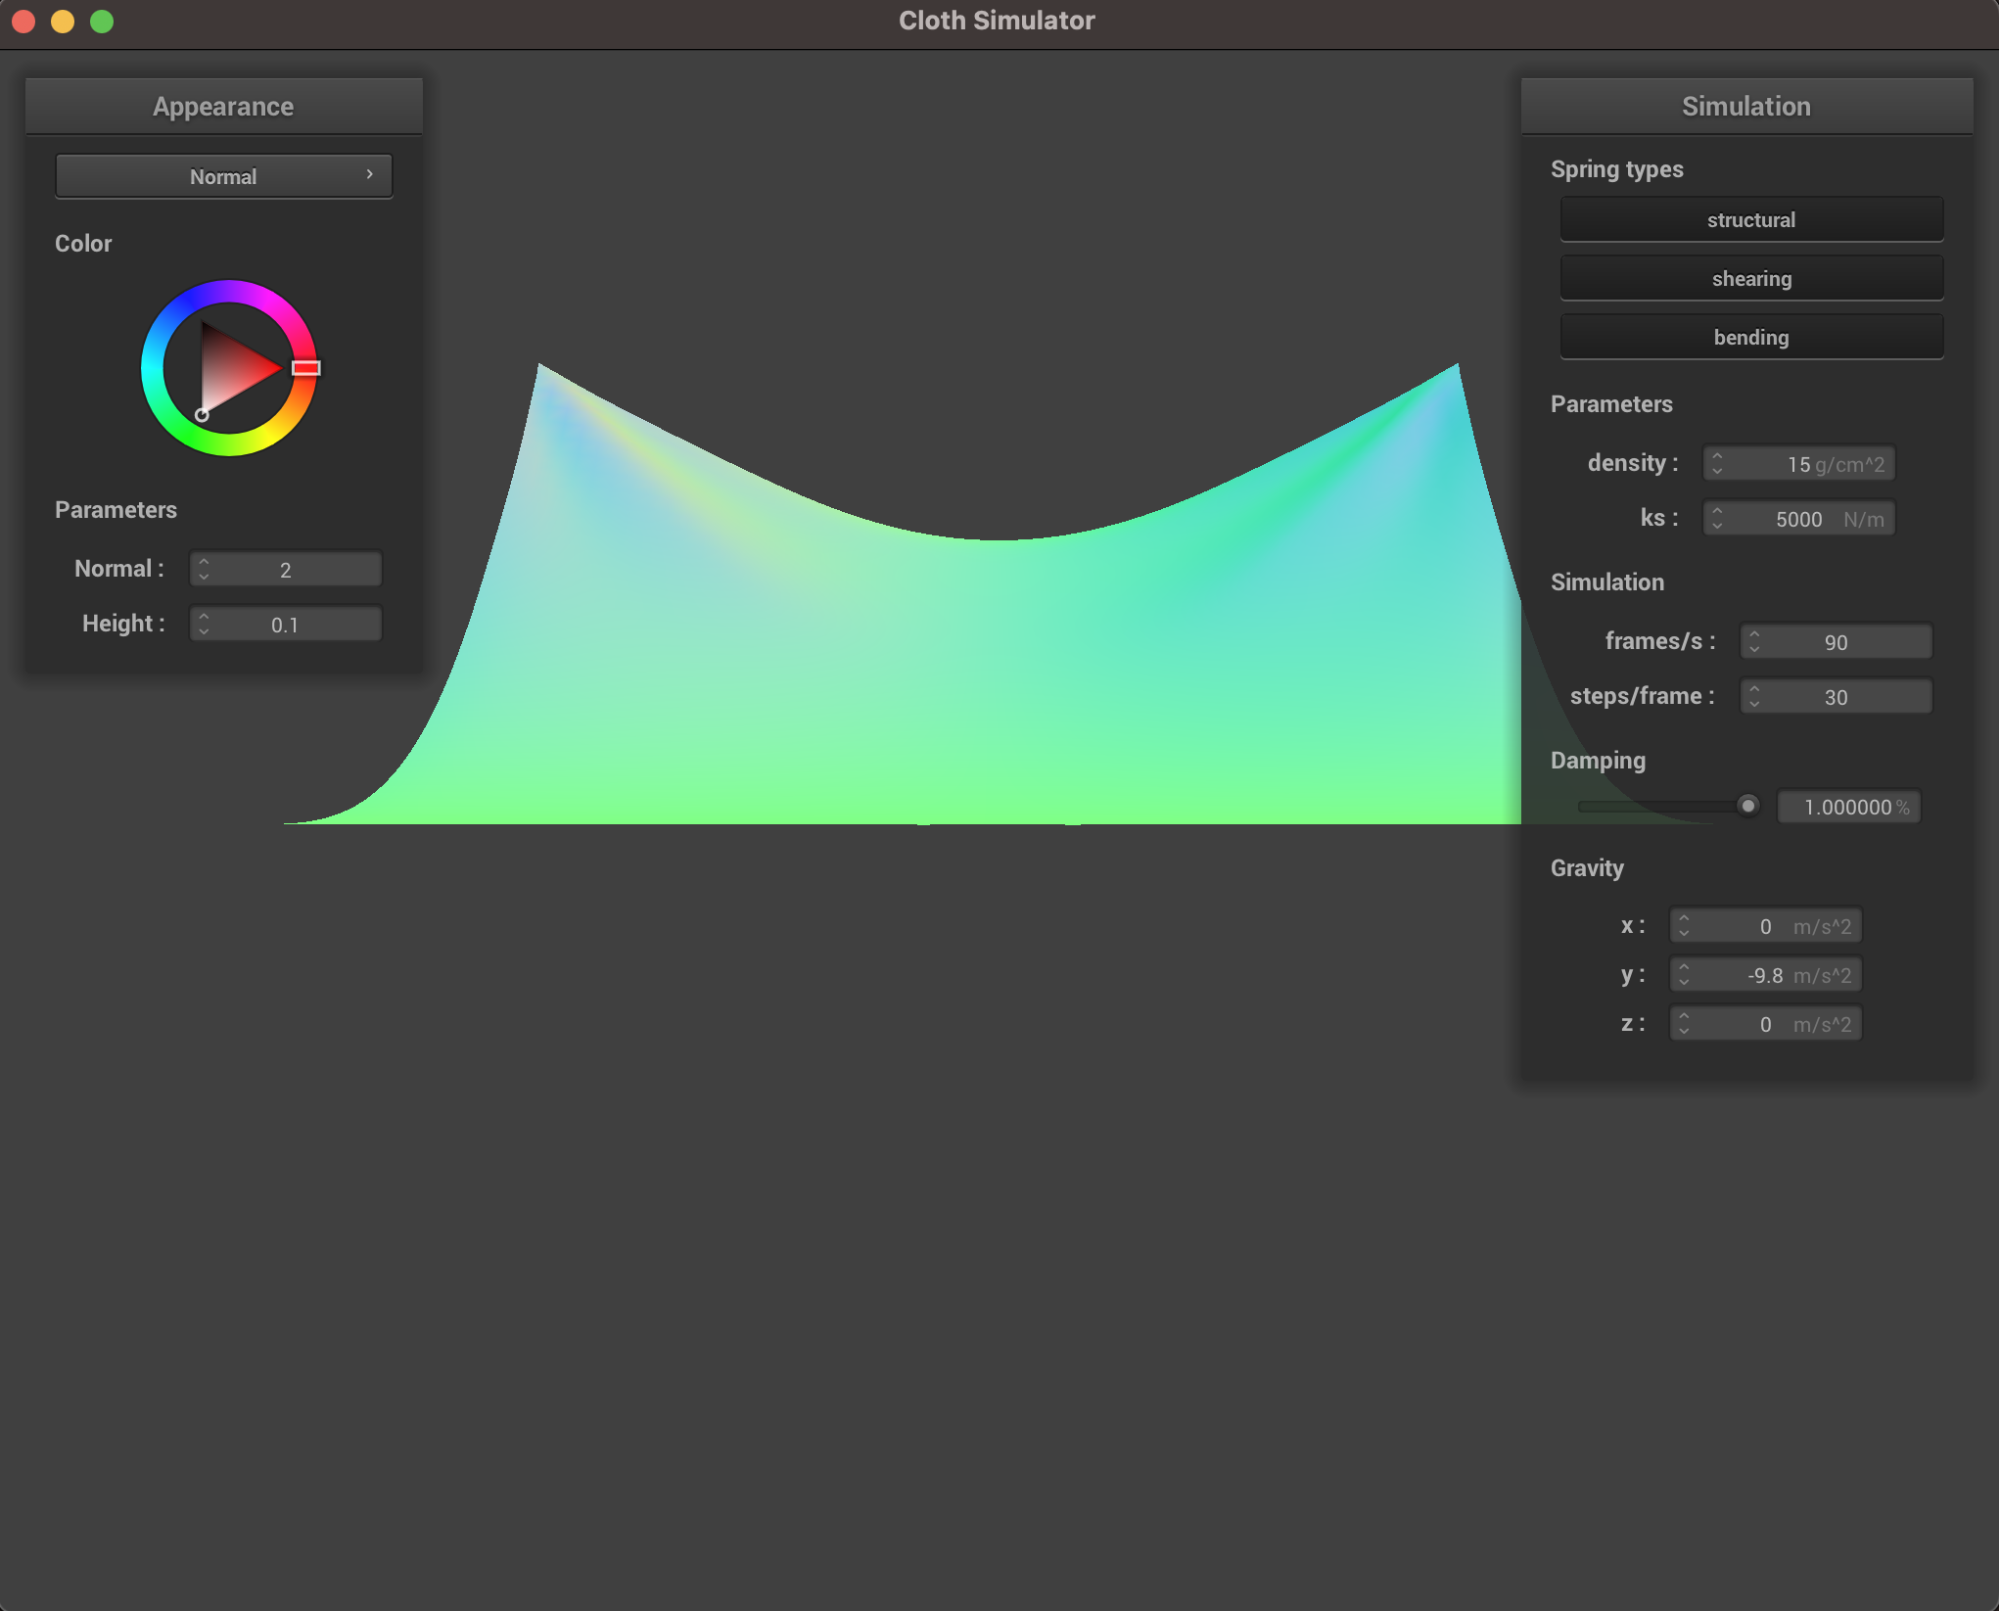 Cloth Simulator
Appearance
Normal
Color
Parameters
Normal : 2
Height : 0.1
Simulation
Spring types
structural
shearing
bending
Parameters
density : 15 g/cm^2
ks : 5000 N/m
Simulation
frames/s : 90
steps/frame : 30
Damping
1.000000 %
Gravity
x : 0 m/s^2
y : -9.8 m/s^2
z : 0 m/s^2